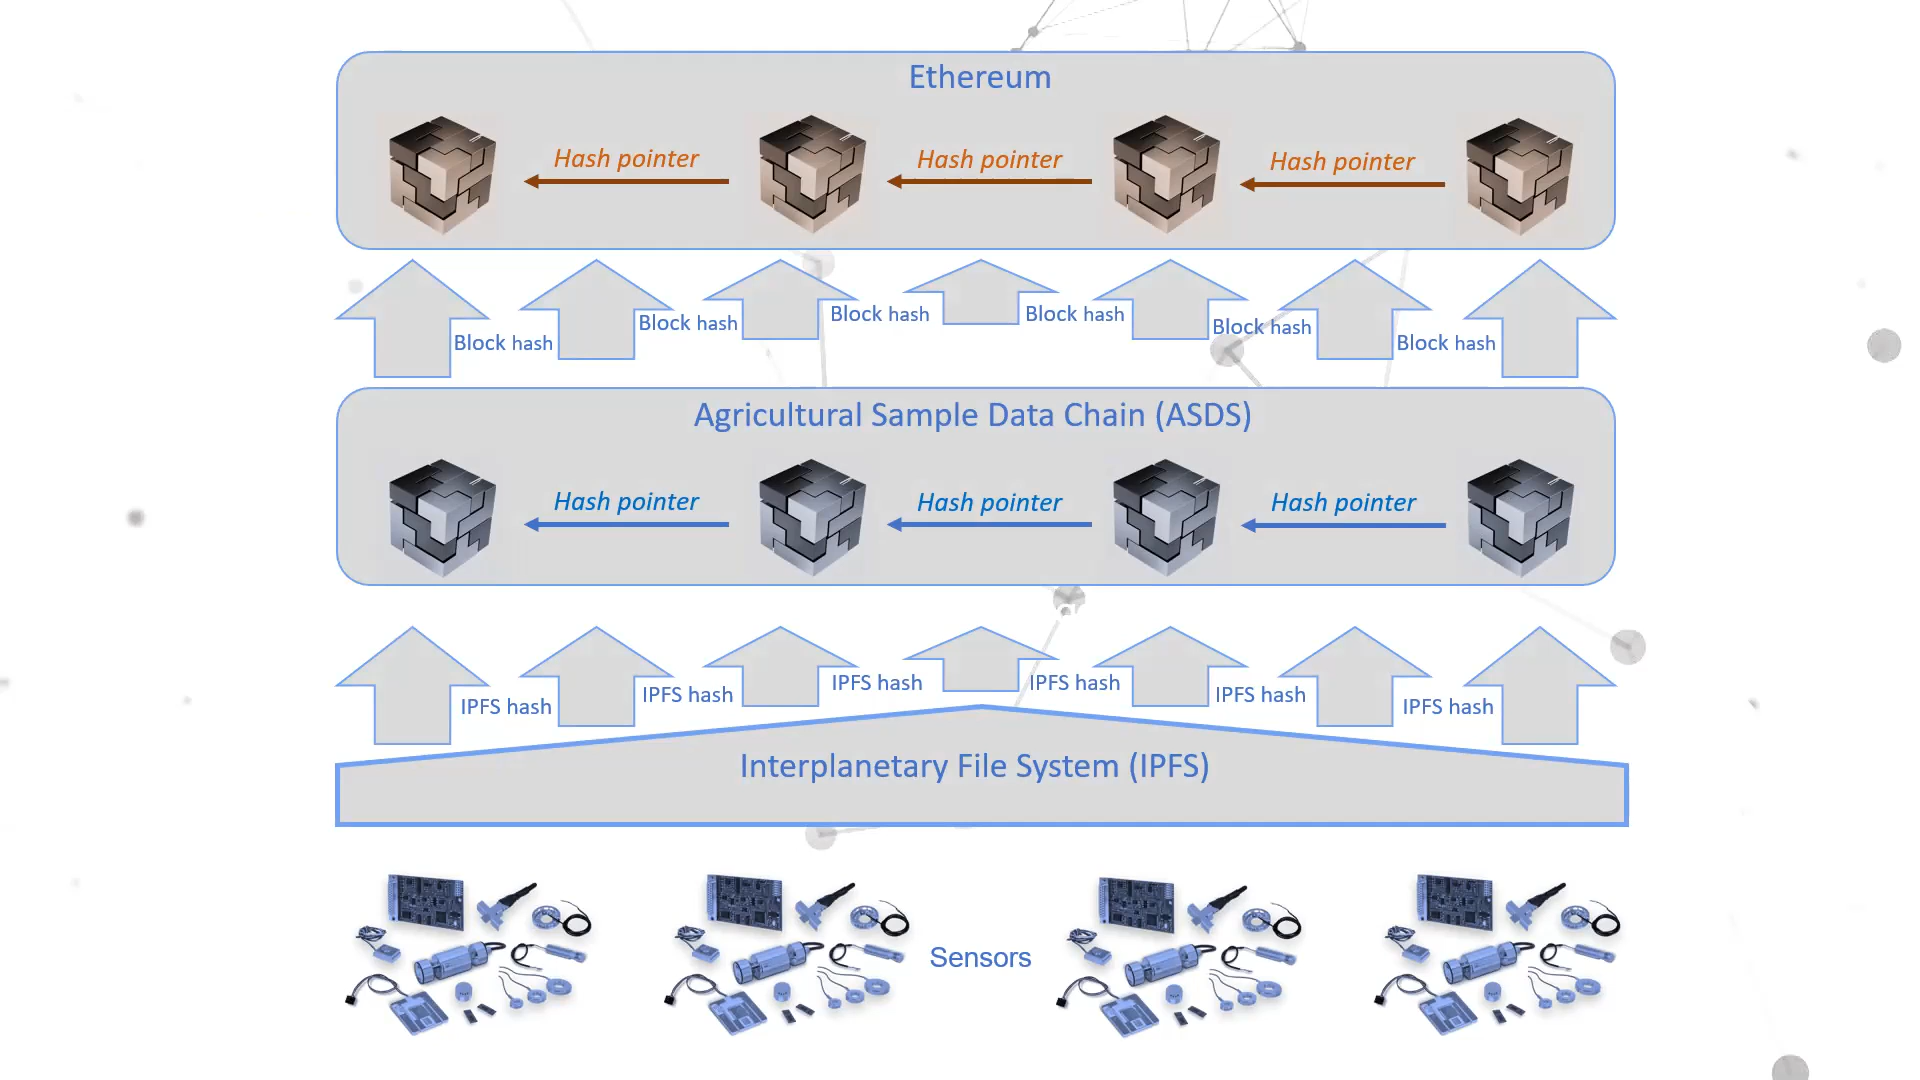 Ethereum
Hash pointer
Hash pointer
Hash pointer
Block hash
Block hash
Block hash
Block hash
Block hash
Block hash
Agricultural Sample Data Chain (ASDS)
Hash pointer
Hash pointer
Hash pointer
IPFS hash
IPFS hash
IPFS hash
IPFS hash
IPFS hash
IPFS hash
Interplanetary File System (IPFS)
Sensors